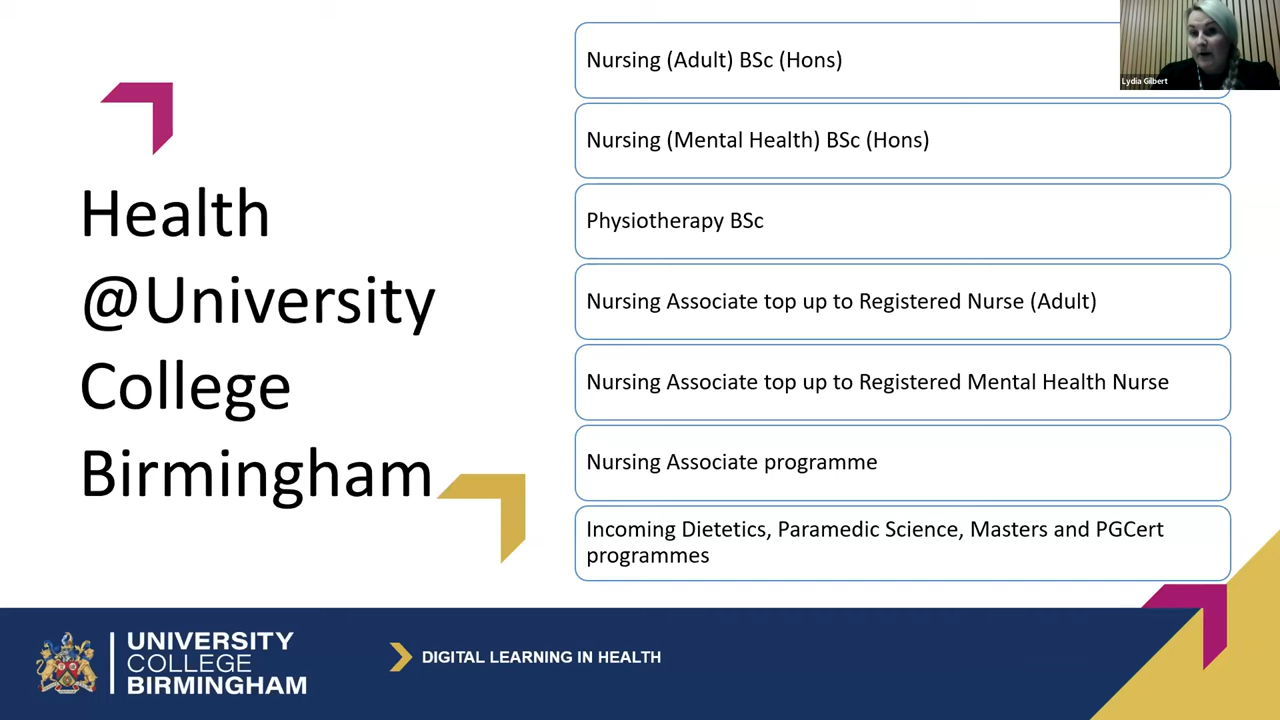 Health
@University
College
Birmingham
Nursing (Adult) BSc (Hons)
Nursing (Mental Health) BSc (Hons)
Physiotherapy BSc
Nursing Associate top up to Registered Nurse (Adult)
Nursing Associate top up to Registered Mental Health Nurse
Nursing Associate programme
Incoming Dietetics, Paramedic Science, Masters and PGCert
programmes
Lydia Gilbert
UNIVERSITY
COLLEGE
BIRMINGHAM
DIGITAL LEARNING IN HEALTH